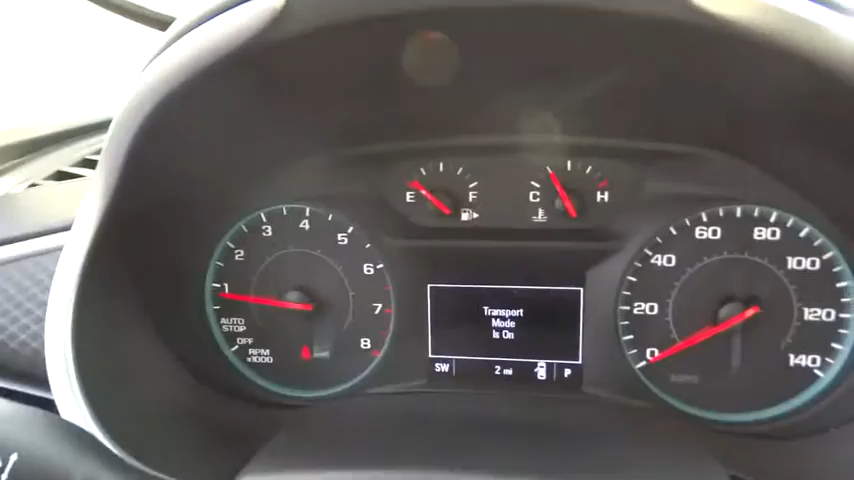 E F
C H
1 2 3 4 5 6 7 8
AUTO
STOP
OFF
RPM
x1000
Transport
Mode
Is On
SW 2 mi P
0 20 40 60 80 100 120 140